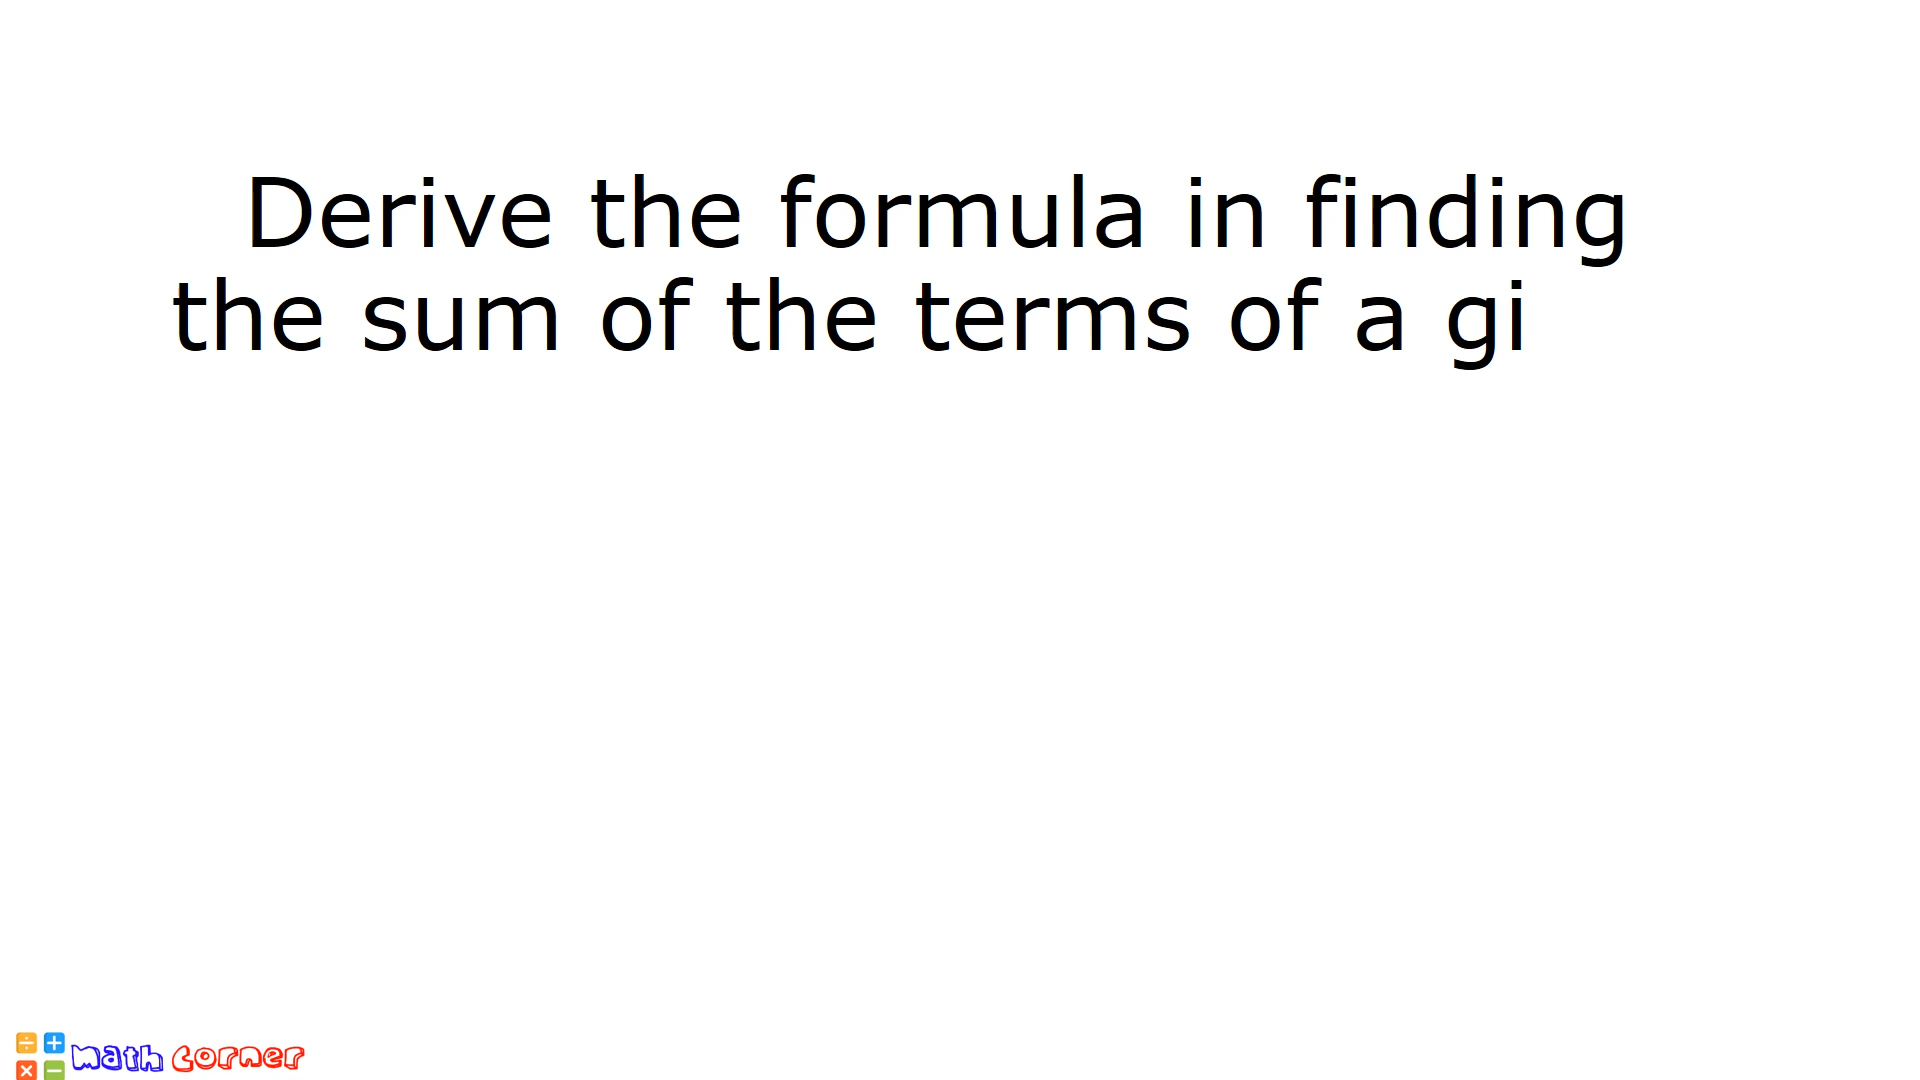 Derive the formula in finding
the sum of the terms of a gi
÷ +
× −
Math Corner